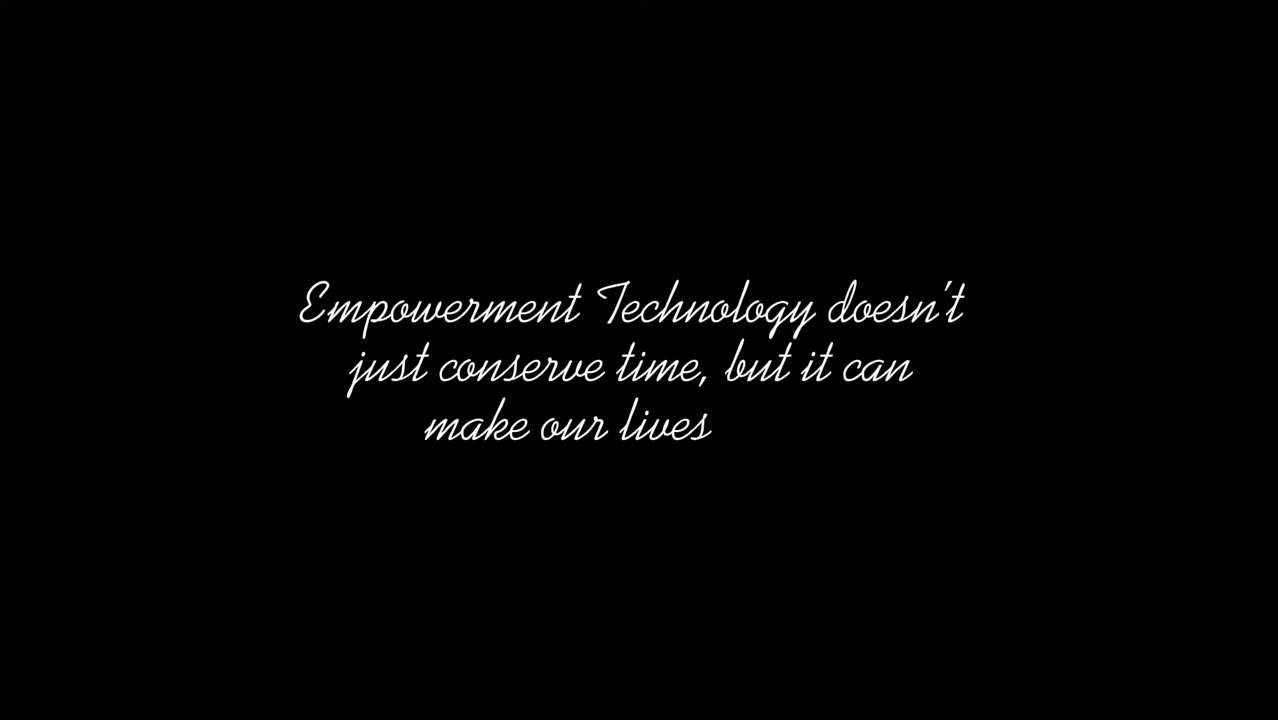 Empowerment Technology doesn't
just conserve time, but it can
make our lives